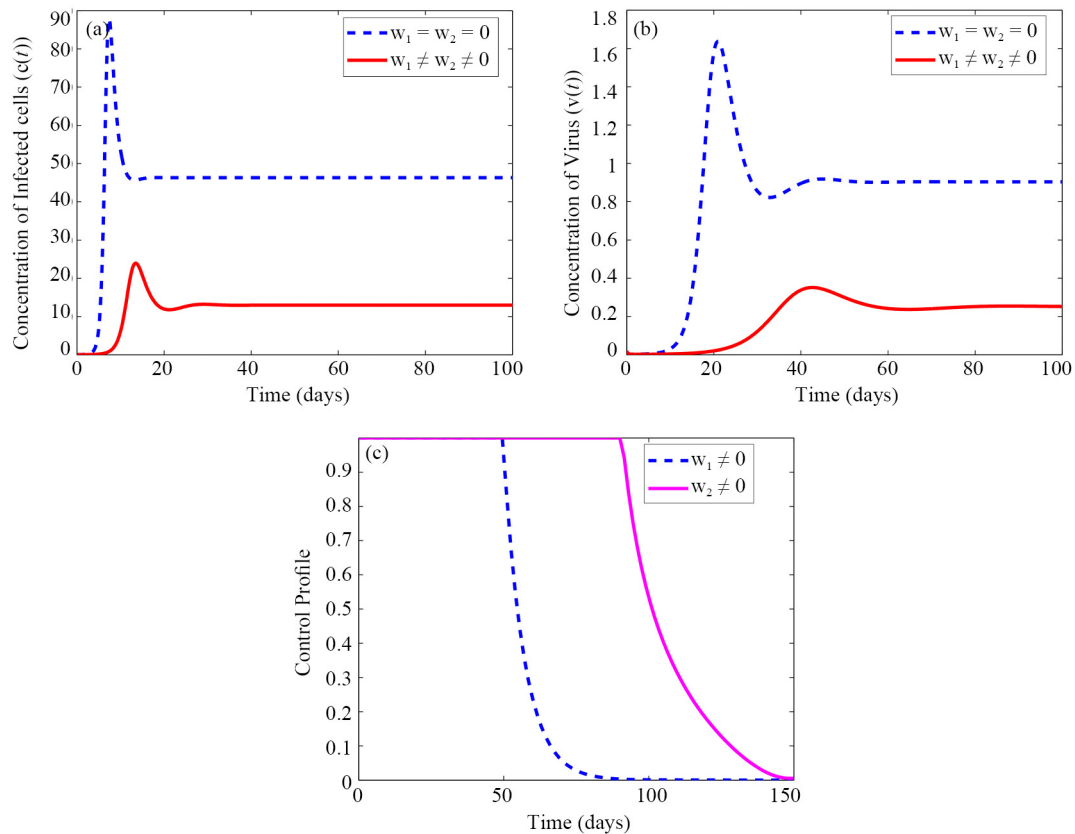 (a)
w₁ = w₂ = 0
w₁ ≠ w₂ ≠ 0
Concentration of Infected cells (c(t))
90
80
70
60
50
40
30
20
10
0
0 20 40 60 80 100
Time (days)
(b)
w₁ = w₂ = 0
w₁ ≠ w₂ ≠ 0
Concentration of Virus (v(t))
1.8
1.6
1.4
1.2
1
0.8
0.6
0.4
0.2
0
0 20 40 60 80 100
Time (days)
(c)
w₁ ≠ 0
w₂ ≠ 0
Control Profile
0.9
0.8
0.7
0.6
0.5
0.4
0.3
0.2
0.1
0
0 50 100 150
Time (days)